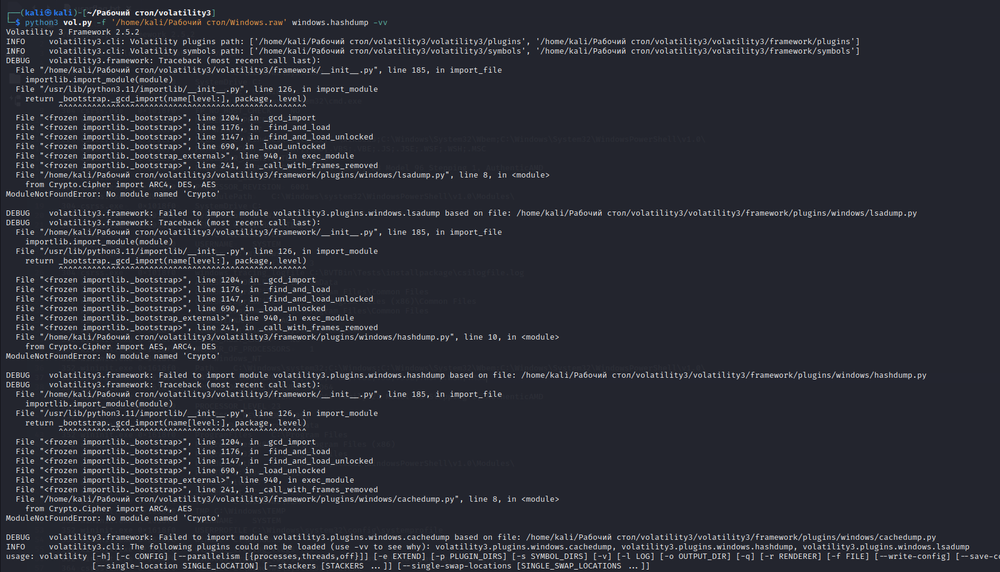 ┌──(kali㉿kali)-[~/Рабочий стол/volatility3]
└─$ python3 vol.py -f '/home/kali/Рабочий стол/Windows.raw' windows.hashdump -vv
Volatility 3 Framework 2.5.2
INFO     volatility3.cli: Volatility plugins path: ['/home/kali/Рабочий стол/volatility3/volatility3/plugins', '/home/kali/Рабочий стол/volatility3/volatility3/framework/plugins']
INFO     volatility3.cli: Volatility symbols path: ['/home/kali/Рабочий стол/volatility3/volatility3/symbols', '/home/kali/Рабочий стол/volatility3/volatility3/framework/symbols']
DEBUG    volatility3.framework: Traceback (most recent call last):
  File "/home/kali/Рабочий стол/volatility3/volatility3/framework/__init__.py", line 185, in import_file
    importlib.import_module(module)
  File "/usr/lib/python3.11/importlib/__init__.py", line 126, in import_module
    return _bootstrap._gcd_import(name[level:], package, level)
           ^^^^^^^^^^^^^^^^^^^^^^^^^^^^^^^^^^^^^^^^^^^^^^^^^^^^
  File "<frozen importlib._bootstrap>", line 1204, in _gcd_import
  File "<frozen importlib._bootstrap>", line 1176, in _find_and_load
  File "<frozen importlib._bootstrap>", line 1147, in _find_and_load_unlocked
  File "<frozen importlib._bootstrap>", line 690, in _load_unlocked
  File "<frozen importlib._bootstrap_external>", line 940, in exec_module
  File "<frozen importlib._bootstrap>", line 241, in _call_with_frames_removed
  File "/home/kali/Рабочий стол/volatility3/volatility3/framework/plugins/windows/lsadump.py", line 8, in <module>
    from Crypto.Cipher import ARC4, DES, AES
ModuleNotFoundError: No module named 'Crypto'

DEBUG    volatility3.framework: Failed to import module volatility3.plugins.windows.lsadump based on file: /home/kali/Рабочий стол/volatility3/volatility3/framework/plugins/windows/lsadump.py
DEBUG    volatility3.framework: Traceback (most recent call last):
  File "/home/kali/Рабочий стол/volatility3/volatility3/framework/__init__.py", line 185, in import_file
    importlib.import_module(module)
  File "/usr/lib/python3.11/importlib/__init__.py", line 126, in import_module
    return _bootstrap._gcd_import(name[level:], package, level)
           ^^^^^^^^^^^^^^^^^^^^^^^^^^^^^^^^^^^^^^^^^^^^^^^^^^^^
  File "<frozen importlib._bootstrap>", line 1204, in _gcd_import
  File "<frozen importlib._bootstrap>", line 1176, in _find_and_load
  File "<frozen importlib._bootstrap>", line 1147, in _find_and_load_unlocked
  File "<frozen importlib._bootstrap>", line 690, in _load_unlocked
  File "<frozen importlib._bootstrap_external>", line 940, in exec_module
  File "<frozen importlib._bootstrap>", line 241, in _call_with_frames_removed
  File "/home/kali/Рабочий стол/volatility3/volatility3/framework/plugins/windows/hashdump.py", line 10, in <module>
    from Crypto.Cipher import AES, ARC4, DES
ModuleNotFoundError: No module named 'Crypto'

DEBUG    volatility3.framework: Failed to import module volatility3.plugins.windows.hashdump based on file: /home/kali/Рабочий стол/volatility3/volatility3/framework/plugins/windows/hashdump.py
DEBUG    volatility3.framework: Traceback (most recent call last):
  File "/home/kali/Рабочий стол/volatility3/volatility3/framework/__init__.py", line 185, in import_file
    importlib.import_module(module)
  File "/usr/lib/python3.11/importlib/__init__.py", line 126, in import_module
    return _bootstrap._gcd_import(name[level:], package, level)
           ^^^^^^^^^^^^^^^^^^^^^^^^^^^^^^^^^^^^^^^^^^^^^^^^^^^^
  File "<frozen importlib._bootstrap>", line 1204, in _gcd_import
  File "<frozen importlib._bootstrap>", line 1176, in _find_and_load
  File "<frozen importlib._bootstrap>", line 1147, in _find_and_load_unlocked
  File "<frozen importlib._bootstrap>", line 690, in _load_unlocked
  File "<frozen importlib._bootstrap_external>", line 940, in exec_module
  File "<frozen importlib._bootstrap>", line 241, in _call_with_frames_removed
  File "/home/kali/Рабочий стол/volatility3/volatility3/framework/plugins/windows/cachedump.py", line 8, in <module>
    from Crypto.Cipher import ARC4, AES
ModuleNotFoundError: No module named 'Crypto'

DEBUG    volatility3.framework: Failed to import module volatility3.plugins.windows.cachedump based on file: /home/kali/Рабочий стол/volatility3/volatility3/framework/plugins/windows/cachedump.py
INFO     volatility3.cli: The following plugins could not be loaded (use -vv to see why): volatility3.plugins.windows.cachedump, volatility3.plugins.windows.hashdump, volatility3.plugins.windows.lsadump
usage: volatility [-h] [-c CONFIG] [--parallelism [{processes,threads,off}]] [-e EXTEND] [-p PLUGIN_DIRS] [-s SYMBOL_DIRS] [-v] [-l LOG] [-o OUTPUT_DIR] [-q] [-r RENDERER] [-f FILE] [--write-config] [--save-co
                  [--single-location SINGLE_LOCATION] [--stackers [STACKERS ...]] [--single-swap-locations [SINGLE_SWAP_LOCATIONS ...]]